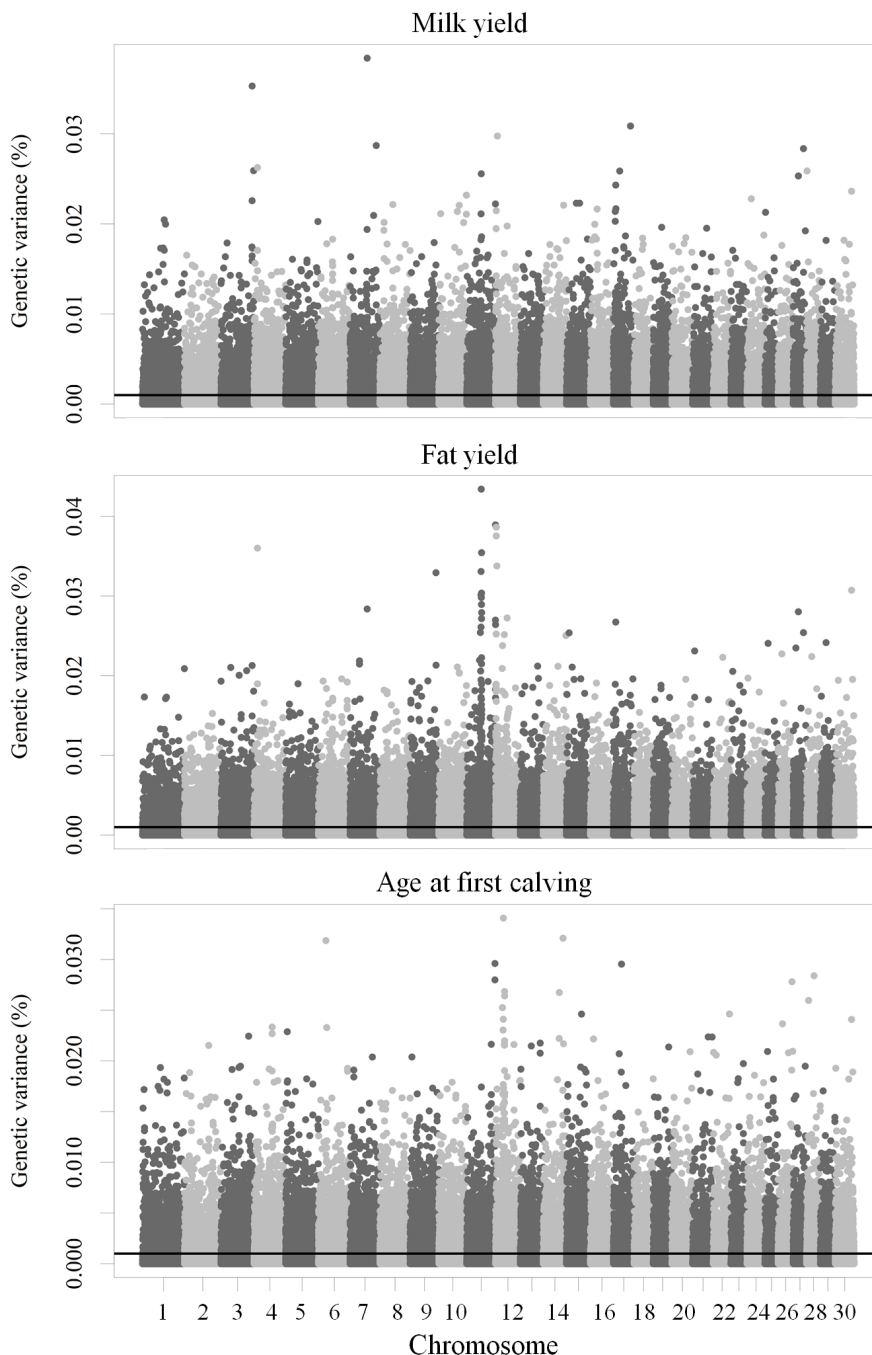 Milk yield
Genetic variance (%)
0.03
0.02
0.01
0.00
Fat yield
Genetic variance (%)
0.04
0.03
0.02
0.01
0.00
Age at first calving
Genetic variance (%)
0.030
0.020
0.010
0.000
1 2 3 4 5 6 7 8 9 10 12 14 16 18 20 22 24 26 28 30
Chromosome